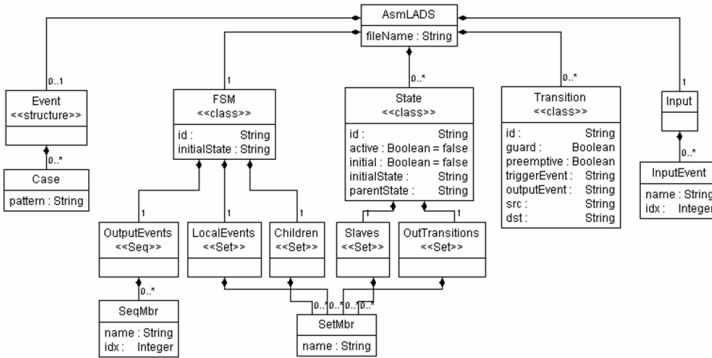 AsmLADS
fileName : String
0..1
1
0..*
0..*
1
Event
<<structure>>
FSM
<<class>>
id : String
initialState : String
State
<<class>>
id : String
active : Boolean = false
initial : Boolean = false
initialState : String
parentState : String
Transition
<<class>>
id : String
guard : Boolean
preemptive : Boolean
triggerEvent : String
outputEvent : String
src : String
dst : String
Input
0..*
0..*
Case
pattern : String
InputEvent
name : String
idx : Integer
1
1
1
1
1
OutputEvents
<<Seq>>
LocalEvents
<<Set>>
Children
<<Set>>
Slaves
<<Set>>
OutTransitions
<<Set>>
0..*
0..*
0..*
0..*
0..*
SeqMbr
name : String
idx : Integer
SetMbr
name : String